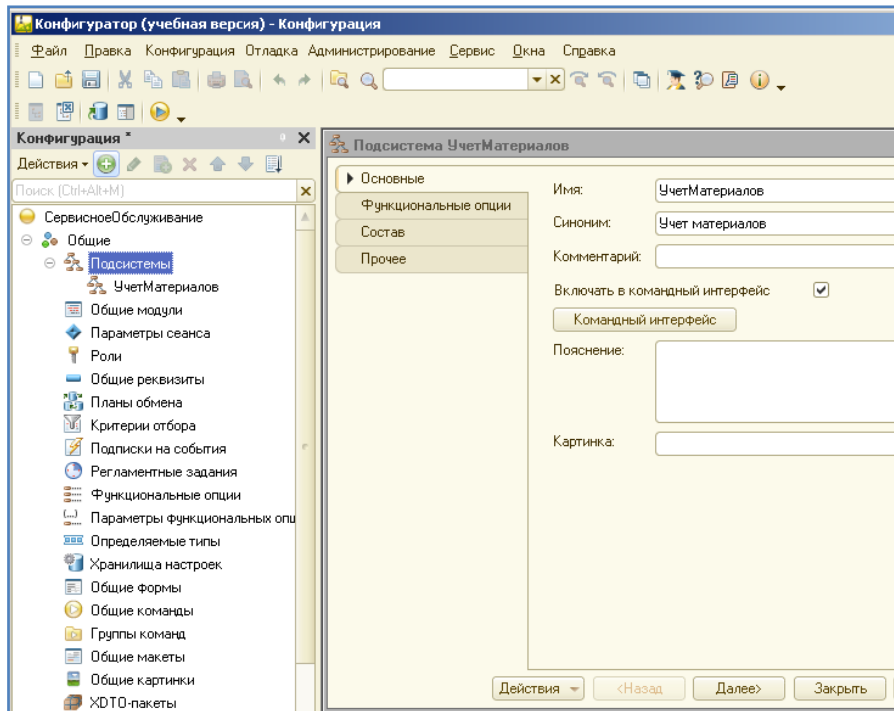 Конфигуратор (учебная версия) - Конфигурация
Файл Правка Конфигурация Отладка Администрирование Сервис Окна Справка
Конфигурация *
Действия
Поиск (Ctrl+Alt+M)
СервисноеОбслуживание
Общие
Подсистемы
УчетМатериалов
Общие модули
Параметры сеанса
Роли
Общие реквизиты
Планы обмена
Критерии отбора
Подписки на события
Регламентные задания
Функциональные опции
Параметры функциональных опц
Определяемые типы
Хранилища настроек
Общие формы
Общие команды
Группы команд
Общие макеты
Общие картинки
XDTO-пакеты
Подсистема УчетМатериалов
Основные
Функциональные опции
Состав
Прочее
Имя: УчетМатериалов
Синоним: Учет материалов
Комментарий:
Включать в командный интерфейс
Командный интерфейс
Пояснение:
Картинка:
Действия <Назад Далее> Закрыть